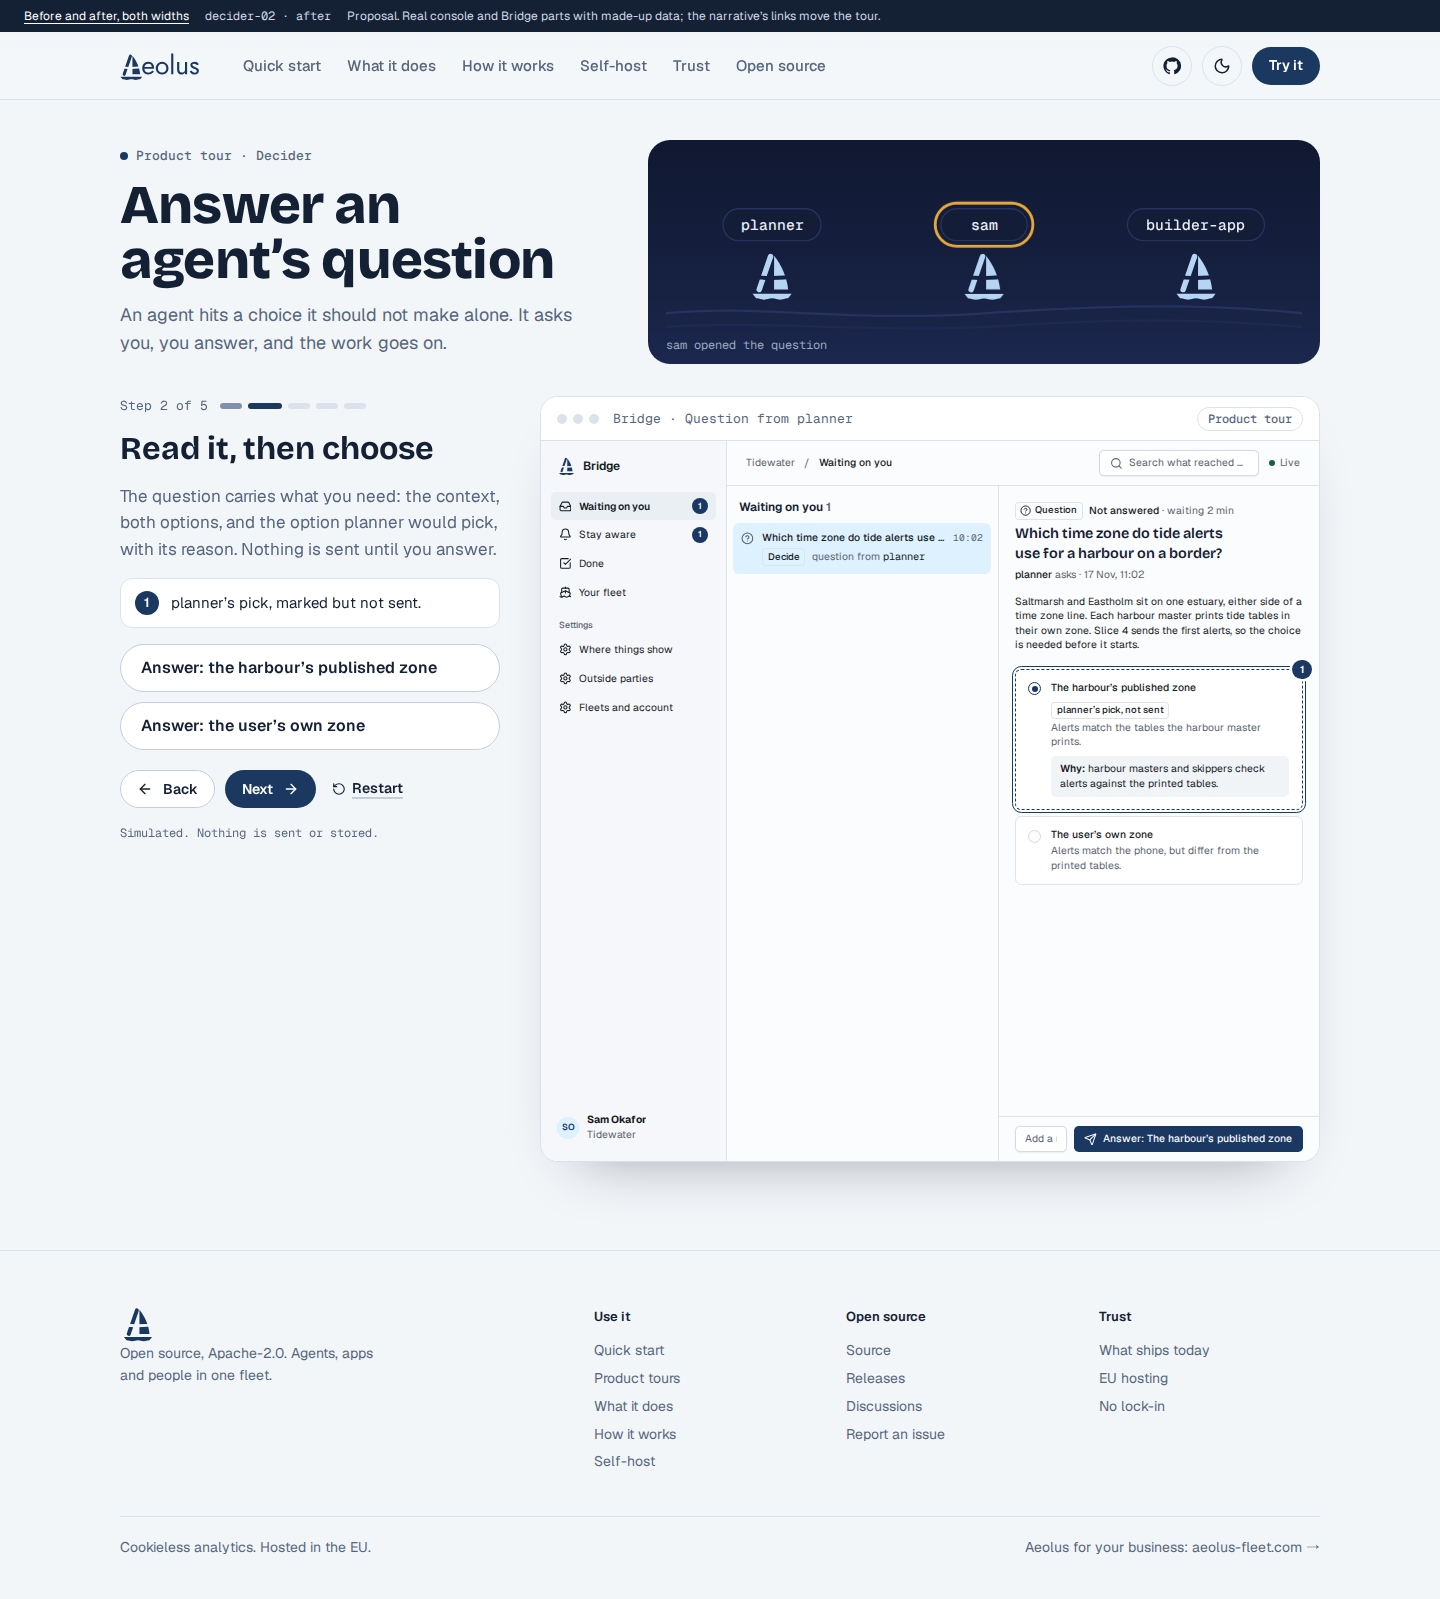 Before and after, both widths decider-02 · after Proposal. Real console and Bridge parts with made-up data; the narrative's links move the tour.
Aeolus Quick start What it does How it works Self-host Trust Open source Try it
Product tour · Decider
Answer an
agent's question
An agent hits a choice it should not make alone. It asks
you, you answer, and the work goes on.
planner sam builder-app
sam opened the question
Step 2 of 5
Read it, then choose
The question carries what you need: the context,
both options, and the option planner would pick,
with its reason. Nothing is sent until you answer.
1 planner's pick, marked but not sent.
Answer: the harbour's published zone
Answer: the user's own zone
Back Next Restart
Simulated. Nothing is sent or stored.
Bridge · Question from planner Product tour
Bridge
Waiting on you 1
Stay aware 1
Done
Your fleet
Settings
Where things show
Outside parties
Fleets and account
SO Sam Okafor
Tidewater
Tidewater / Waiting on you Search what reached … Live
Waiting on you 1
Which time zone do tide alerts use … 10:02
Decide question from planner
Question Not answered · waiting 2 min
Which time zone do tide alerts
use for a harbour on a border?
planner asks · 17 Nov, 11:02
Saltmarsh and Eastholm sit on one estuary, either side of a
time zone line. Each harbour master prints tide tables in
their own zone. Slice 4 sends the first alerts, so the choice
is needed before it starts.
1
The harbour's published zone
planner's pick, not sent
Alerts match the tables the harbour master
prints.
Why: harbour masters and skippers check
alerts against the printed tables.
The user's own zone
Alerts match the phone, but differ from the
printed tables.
Add a Answer: The harbour's published zone
Open source, Apache-2.0. Agents, apps
and people in one fleet.
Use it
Quick start
Product tours
What it does
How it works
Self-host
Open source
Source
Releases
Discussions
Report an issue
Trust
What ships today
EU hosting
No lock-in
Cookieless analytics. Hosted in the EU.
Aeolus for your business: aeolus-fleet.com →